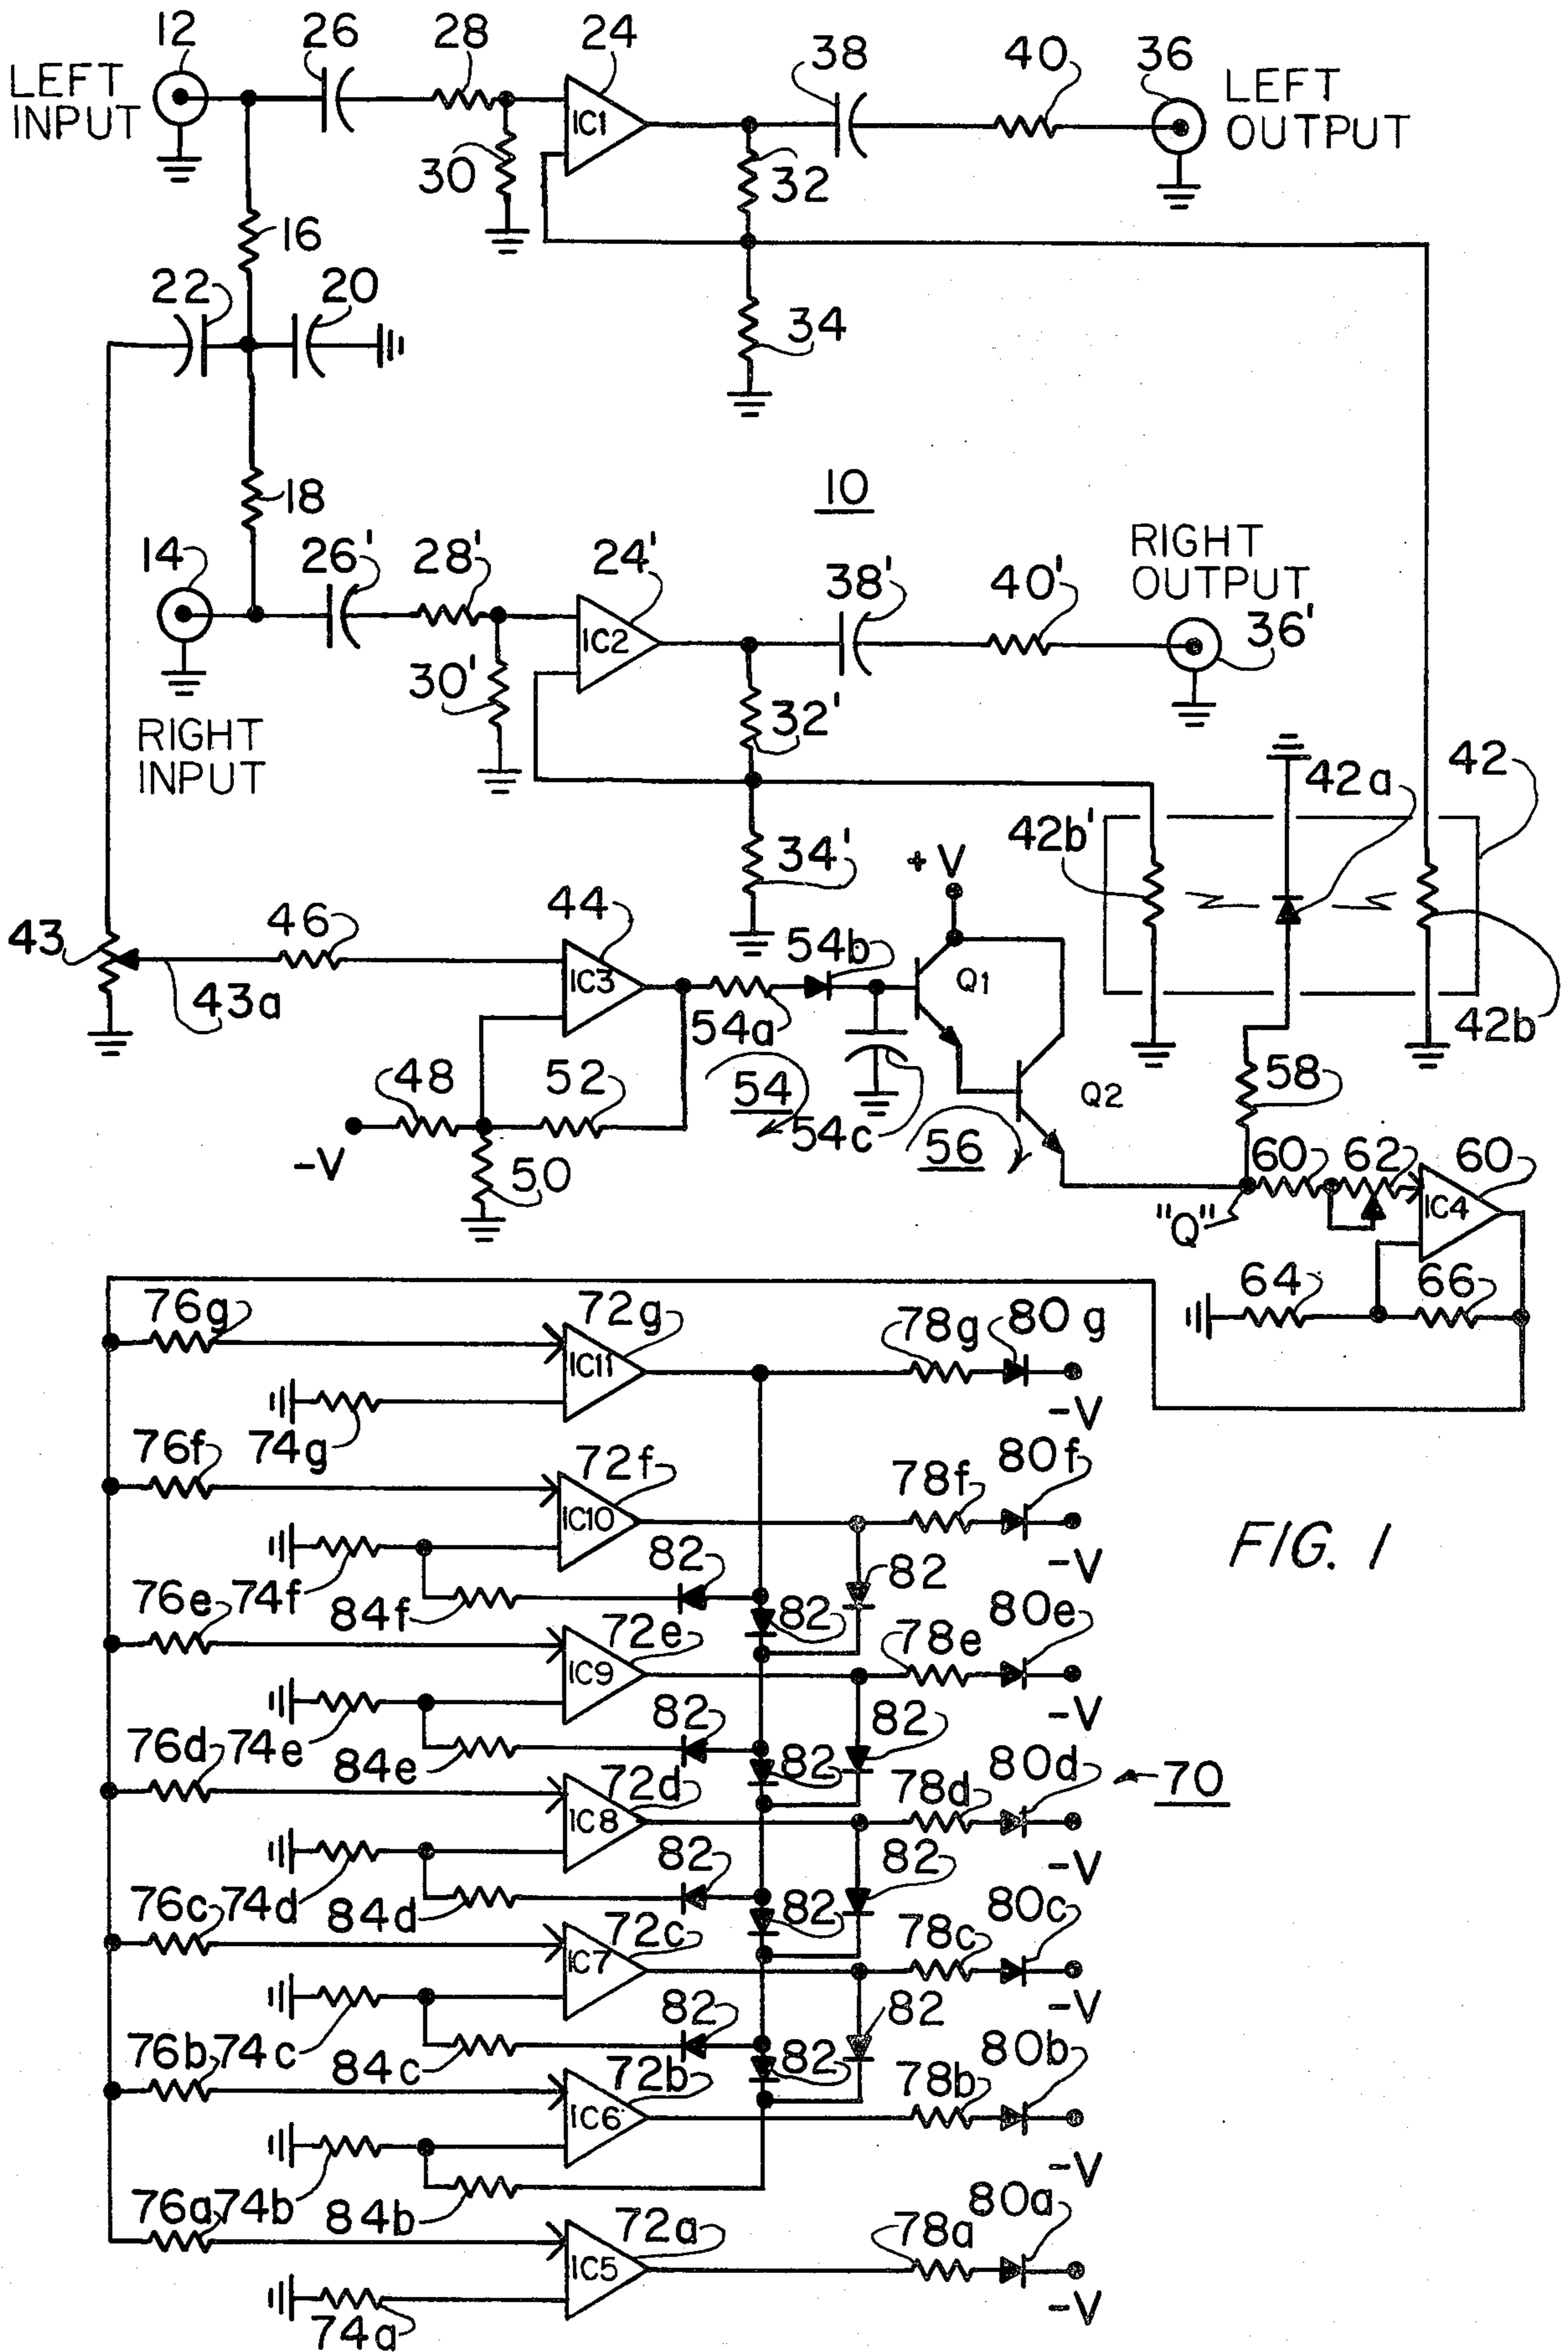 12 26 28 24 38 40 36
LEFT INPUT
LEFT OUTPUT
IC1
30 32
16
22 20
34
10
18
14 26' 28' 24' 38' 40'
RIGHT OUTPUT
IC2
36'
30' 32'
RIGHT INPUT
42a 42
34' 42b'
+V
43 46 44 54b
IC3 Q1
43a 54a 42b
48 52 54 Q2 58
54c 56
-V 50
60 62 60
"Q" IC4
64 66
76g 72g 78g 80g
IC11
-V
74g
76f 72f 78f 80f
IC10
FIG. 1
-V
82 82
76e 74f 84f 82 80e
72e 78e
IC9
-V
82 82
76d 74e 84e 82 80d
72d 78d 70
IC8
-V
82 82
76c 74d 84d 82 80c
72c 78c
IC7
-V
82 82
76b 74c 84c 82 80b
72b 78b
IC6
-V
76a 74b 84b 80a
72a 78a
IC5
-V
74a